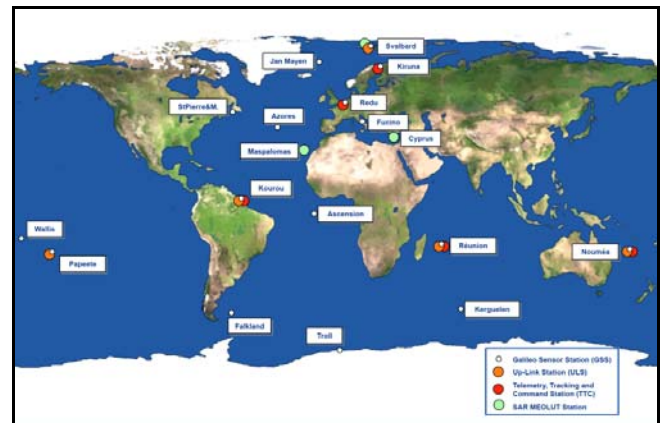 Svalbard
Jan Mayen
Kiruna
StPierre&M.
Redu
Azores
Fucino
Cyprus
Maspalomas
Kourou
Ascension
Wallis
Papeete
Réunion
Nouméa
Kerguelen
Falkland
Troll
Galileo Sensor Station (GSS)
Up-Link Station (ULS)
Telemetry, Tracking and
Command Station (TTC)
SAR MEOLUT Station